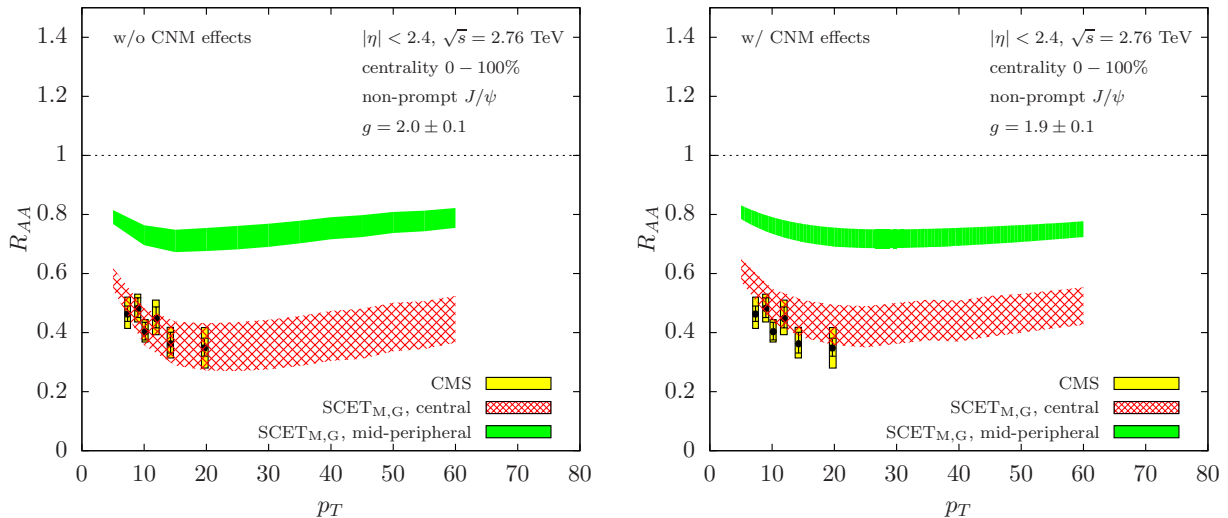 w/o CNM effects
|η| < 2.4, √s = 2.76 TeV
centrality 0 − 100%
non-prompt J/ψ
g = 2.0 ± 0.1
1.4
1.2
1
0.8
0.6
0.4
0.2
0
R_AA
CMS
SCET_M,G, central
SCET_M,G, mid-peripheral
0 10 20 30 40 50 60 70 80
p_T
w/ CNM effects
|η| < 2.4, √s = 2.76 TeV
centrality 0 − 100%
non-prompt J/ψ
g = 1.9 ± 0.1
1.4
1.2
1
0.8
0.6
0.4
0.2
0
R_AA
CMS
SCET_M,G, central
SCET_M,G, mid-peripheral
0 10 20 30 40 50 60 70 80
p_T